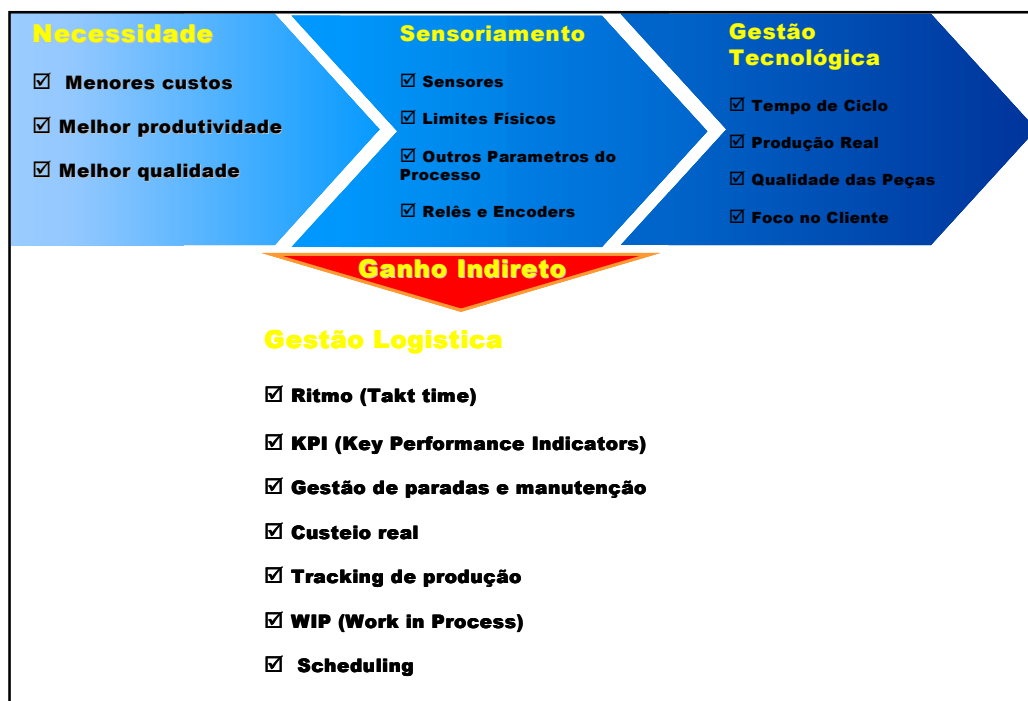 Necessidade
☑ Menores custos
☑ Melhor produtividade
☑ Melhor qualidade
Sensoriamento
☑ Sensores
☑ Limites Físicos
☑ Outros Parametros do
Processo
☑ Relês e Encoders
Gestão
Tecnológica
☑ Tempo de Ciclo
☑ Produção Real
☑ Qualidade das Peças
☑ Foco no Cliente
Ganho Indireto
Gestão Logistica
☑ Ritmo (Takt time)
☑ KPI (Key Performance Indicators)
☑ Gestão de paradas e manutenção
☑ Custeio real
☑ Tracking de produção
☑ WIP (Work in Process)
☑ Scheduling